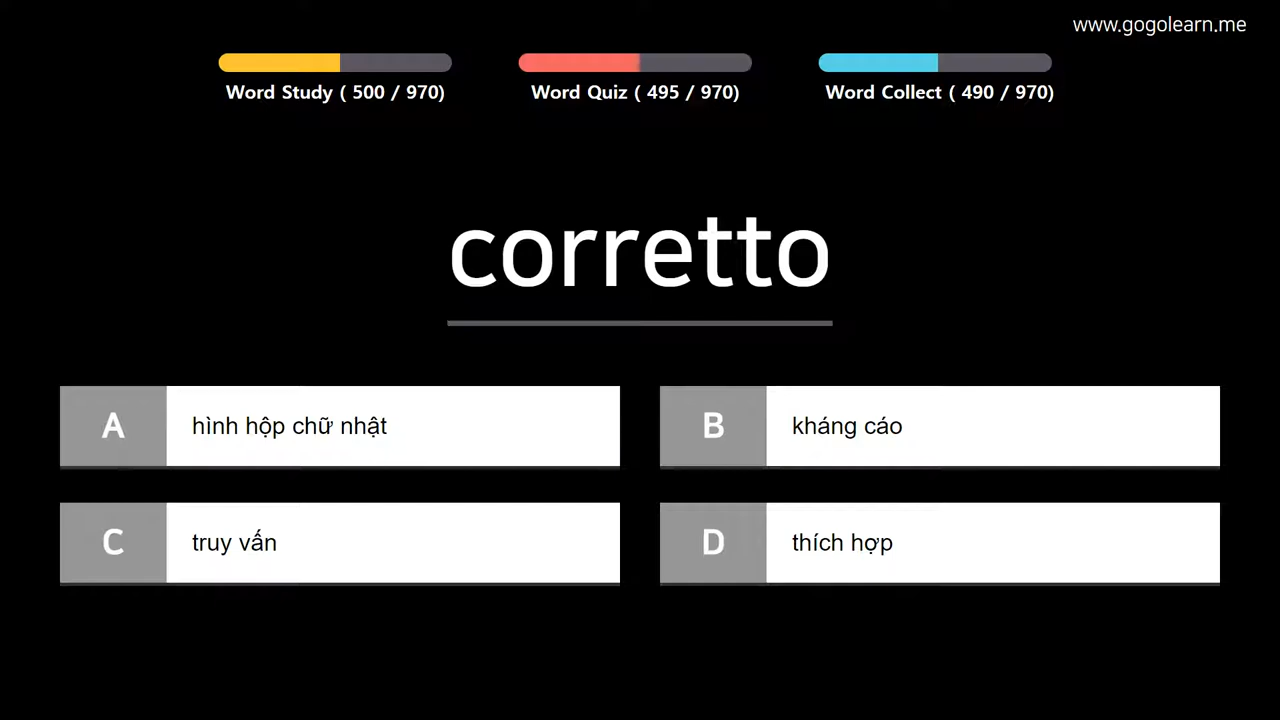 www.gogolearn.me
Word Study ( 500 / 970)
Word Quiz ( 495 / 970)
Word Collect ( 490 / 970)
corretto
A hình hộp chữ nhật
B kháng cáo
C truy vấn
D thích hợp